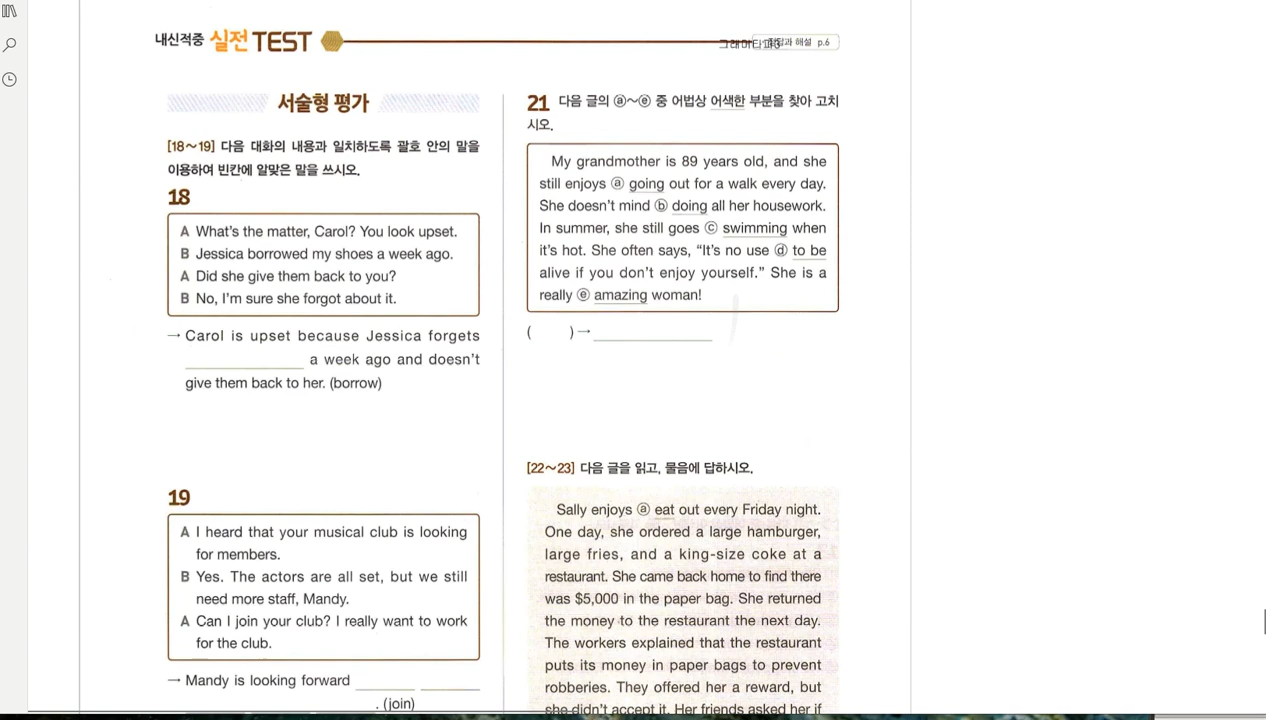 내신적중 실전 TEST
정답과 해설 p.6
서술형 평가
[18~19] 다음 대화의 내용과 일치하도록 괄호 안의 말을
이용하여 빈칸에 알맞은 말을 쓰시오.
18
A What's the matter, Carol? You look upset.
B Jessica borrowed my shoes a week ago.
A Did she give them back to you?
B No, I'm sure she forgot about it.
→ Carol is upset because Jessica forgets
____________ a week ago and doesn't
give them back to her. (borrow)
19
A I heard that your musical club is looking
for members.
B Yes. The actors are all set, but we still
need more staff, Mandy.
A Can I join your club? I really want to work
for the club.
→ Mandy is looking forward ______ ______
. (join)
21 다음 글의 ⓐ~ⓔ 중 어법상 어색한 부분을 찾아 고치
시오.
My grandmother is 89 years old, and she
still enjoys ⓐ going out for a walk every day.
She doesn't mind ⓑ doing all her housework.
In summer, she still goes ⓒ swimming when
it's hot. She often says, “It's no use ⓓ to be
alive if you don't enjoy yourself.” She is a
really ⓔ amazing woman!
( ) → ____________
[22~23] 다음 글을 읽고, 물음에 답하시오.
Sally enjoys ⓐ eat out every Friday night.
One day, she ordered a large hamburger,
large fries, and a king-size coke at a
restaurant. She came back home to find there
was $5,000 in the paper bag. She returned
the money to the restaurant the next day.
The workers explained that the restaurant
puts its money in paper bags to prevent
robberies. They offered her a reward, but
she didn't accept it. Her friends asked her if